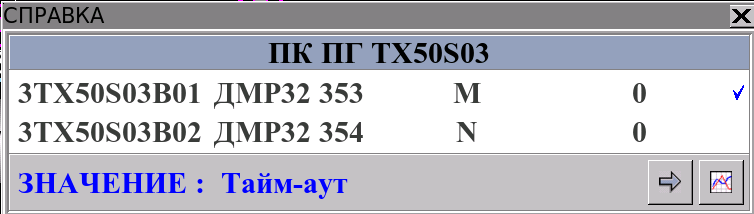 СПРАВКА
ПК ПГ TX50S03
3TX50S03B01 ДМР32 353 M 0
3TX50S03B02 ДМР32 354 N 0
ЗНАЧЕНИЕ : Тайм-аут